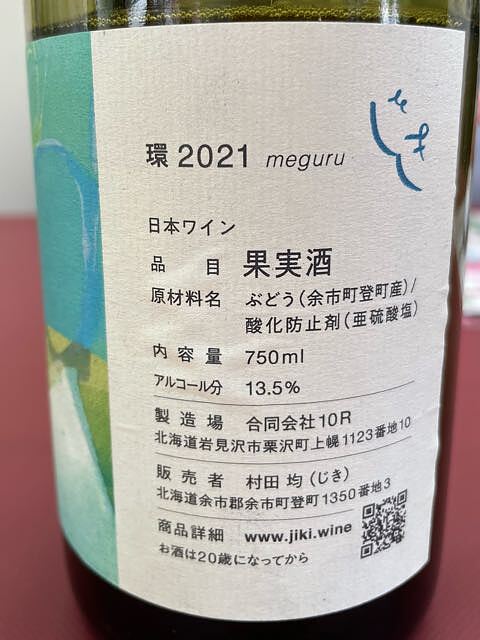 じき
環 2021 meguru
日本ワイン
品目 果実酒
原材料名 ぶどう(余市町登町産)/
酸化防止剤(亜硫酸塩)
内容量 750ml
アルコール分 13.5%
製造場 合同会社10R
北海道岩見沢市栗沢町上幌1123番地10
販売者 村田 均(じき)
北海道余市郡余市町登町1350番地3
商品詳細 www.jiki.wine
お酒は20歳になってから